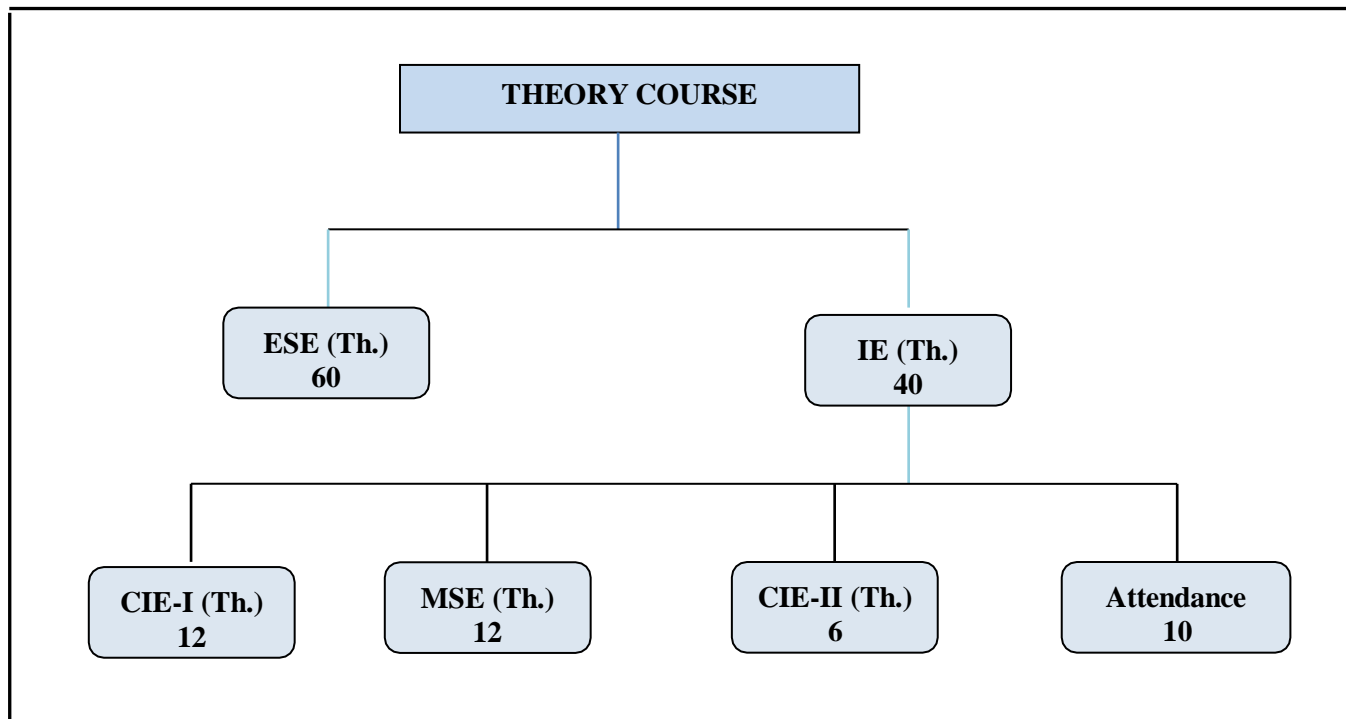 THEORY COURSE
ESE (Th.)
60
IE (Th.)
40
CIE-I (Th.)
12
MSE (Th.)
12
CIE-II (Th.)
6
Attendance
10